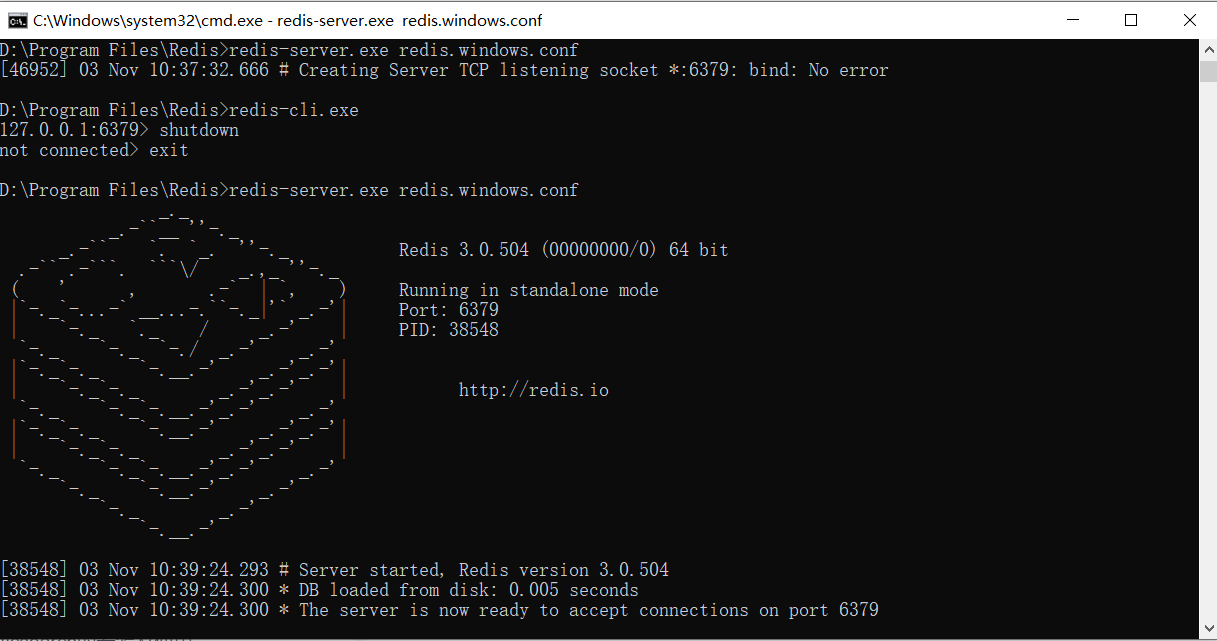 C:\Windows\system32\cmd.exe - redis-server.exe  redis.windows.conf
D:\Program Files\Redis>redis-server.exe redis.windows.conf
[46952] 03 Nov 10:37:32.666 # Creating Server TCP listening socket *:6379: bind: No error
D:\Program Files\Redis>redis-cli.exe
127.0.0.1:6379> shutdown
not connected> exit
D:\Program Files\Redis>redis-server.exe redis.windows.conf
Redis 3.0.504 (00000000/0) 64 bit
Running in standalone mode
Port: 6379
PID: 38548
http://redis.io
[38548] 03 Nov 10:39:24.293 # Server started, Redis version 3.0.504
[38548] 03 Nov 10:39:24.300 * DB loaded from disk: 0.005 seconds
[38548] 03 Nov 10:39:24.300 * The server is now ready to accept connections on port 6379